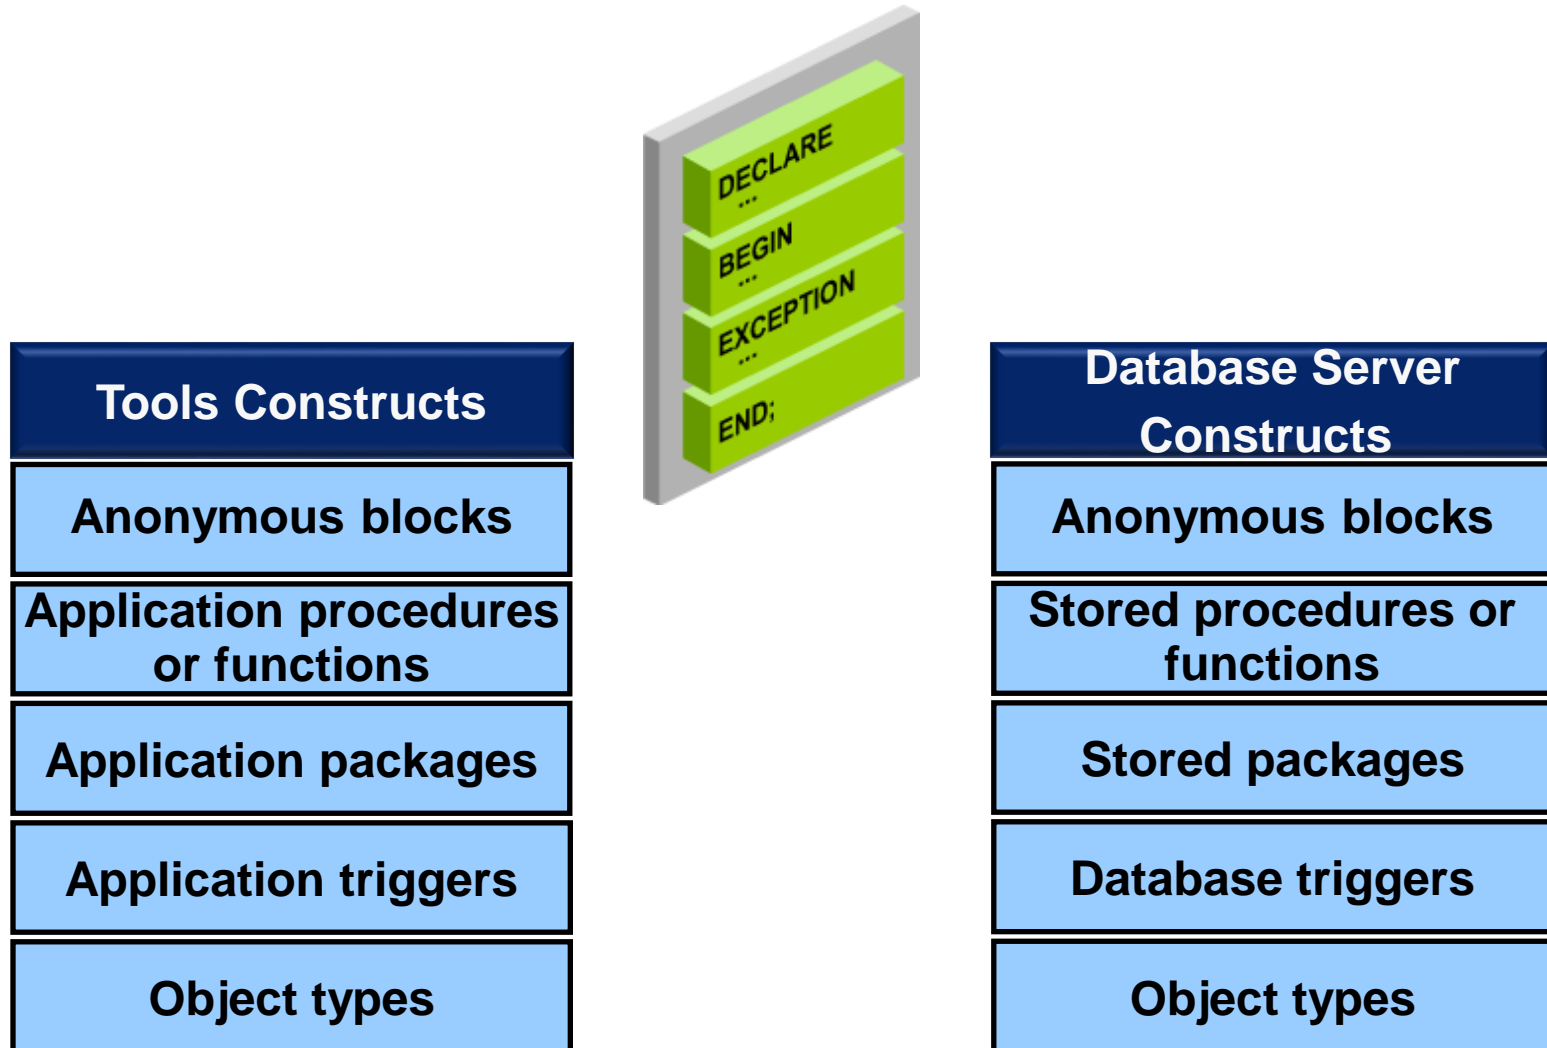 DECLARE
...
BEGIN
...
EXCEPTION
...
END;
Tools Constructs
Anonymous blocks
Application procedures
or functions
Application packages
Application triggers
Object types
Database Server
Constructs
Anonymous blocks
Stored procedures or
functions
Stored packages
Database triggers
Object types